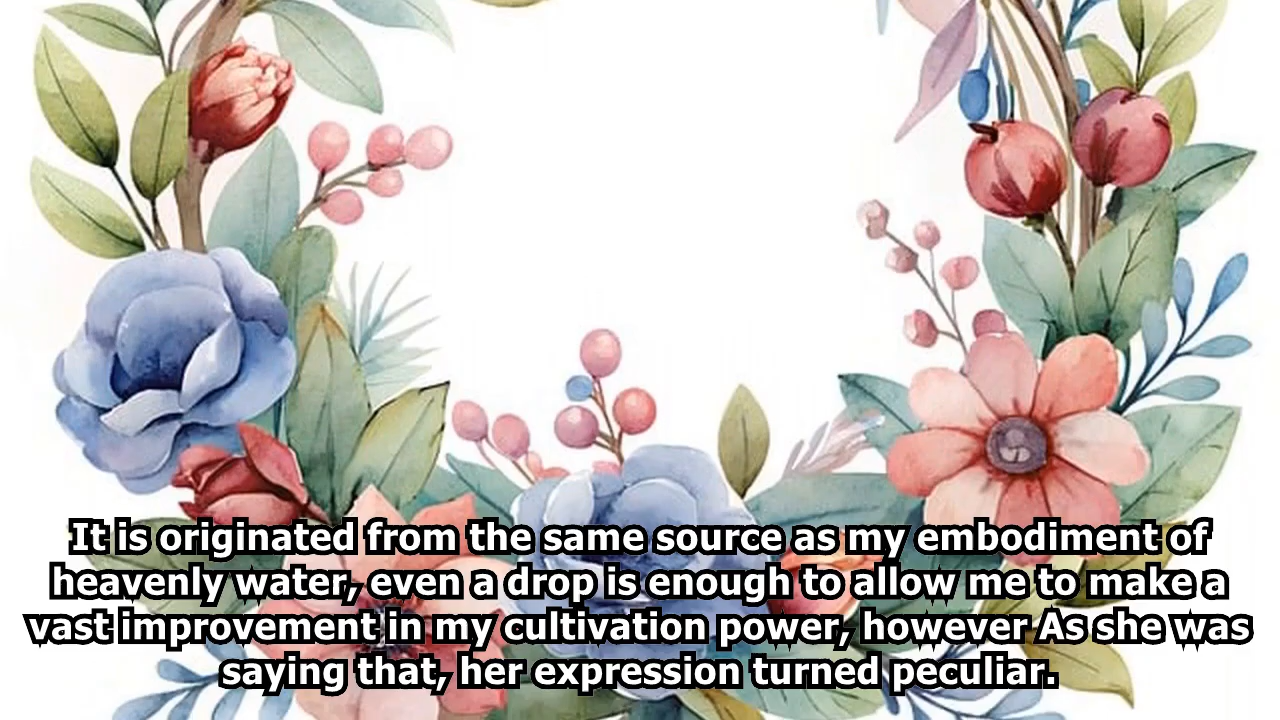 It is originated from the same source as my embodiment of
heavenly water, even a drop is enough to allow me to make a
vast improvement in my cultivation power, however As she was
saying that, her expression turned peculiar.